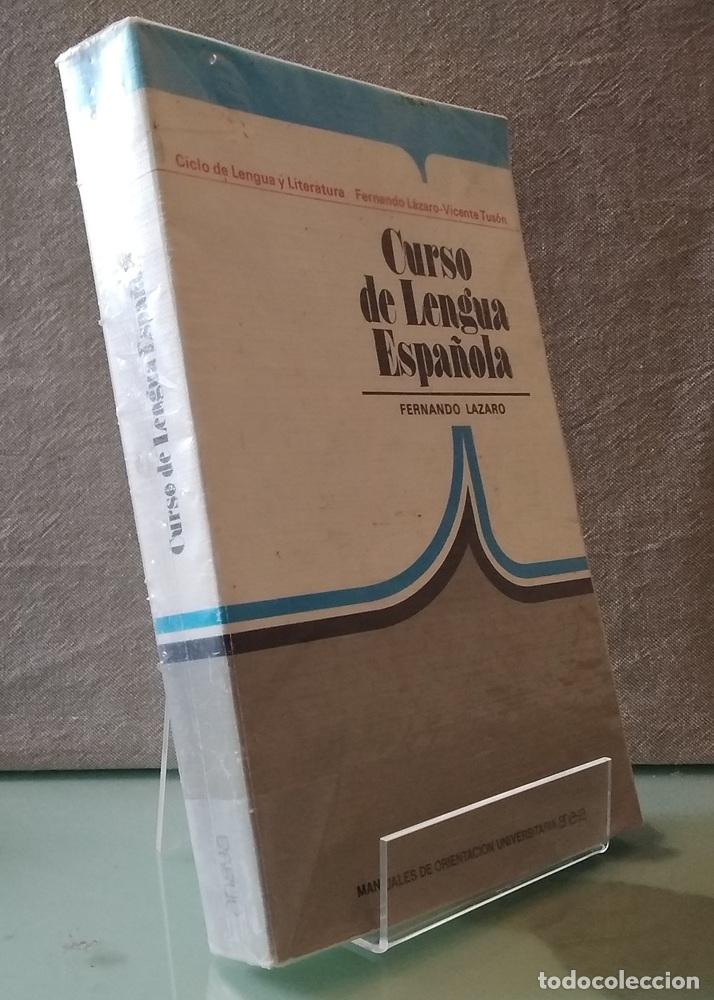 Ciclo de Lengua y Literatura Fernando Lázaro-Vicente Tusón
Curso
de Lengua
Española
FERNANDO LAZARO
MANUALES DE ORIENTACION UNIVERSITARIA ANAYA
Curso de Lengua Española
todocoleccion